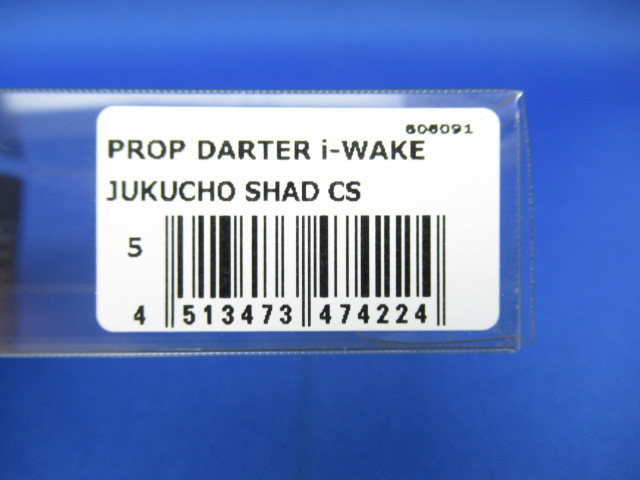 606091
PROP DARTER i-WAKE
JUKUCHO SHAD CS
5
4 513473 474224